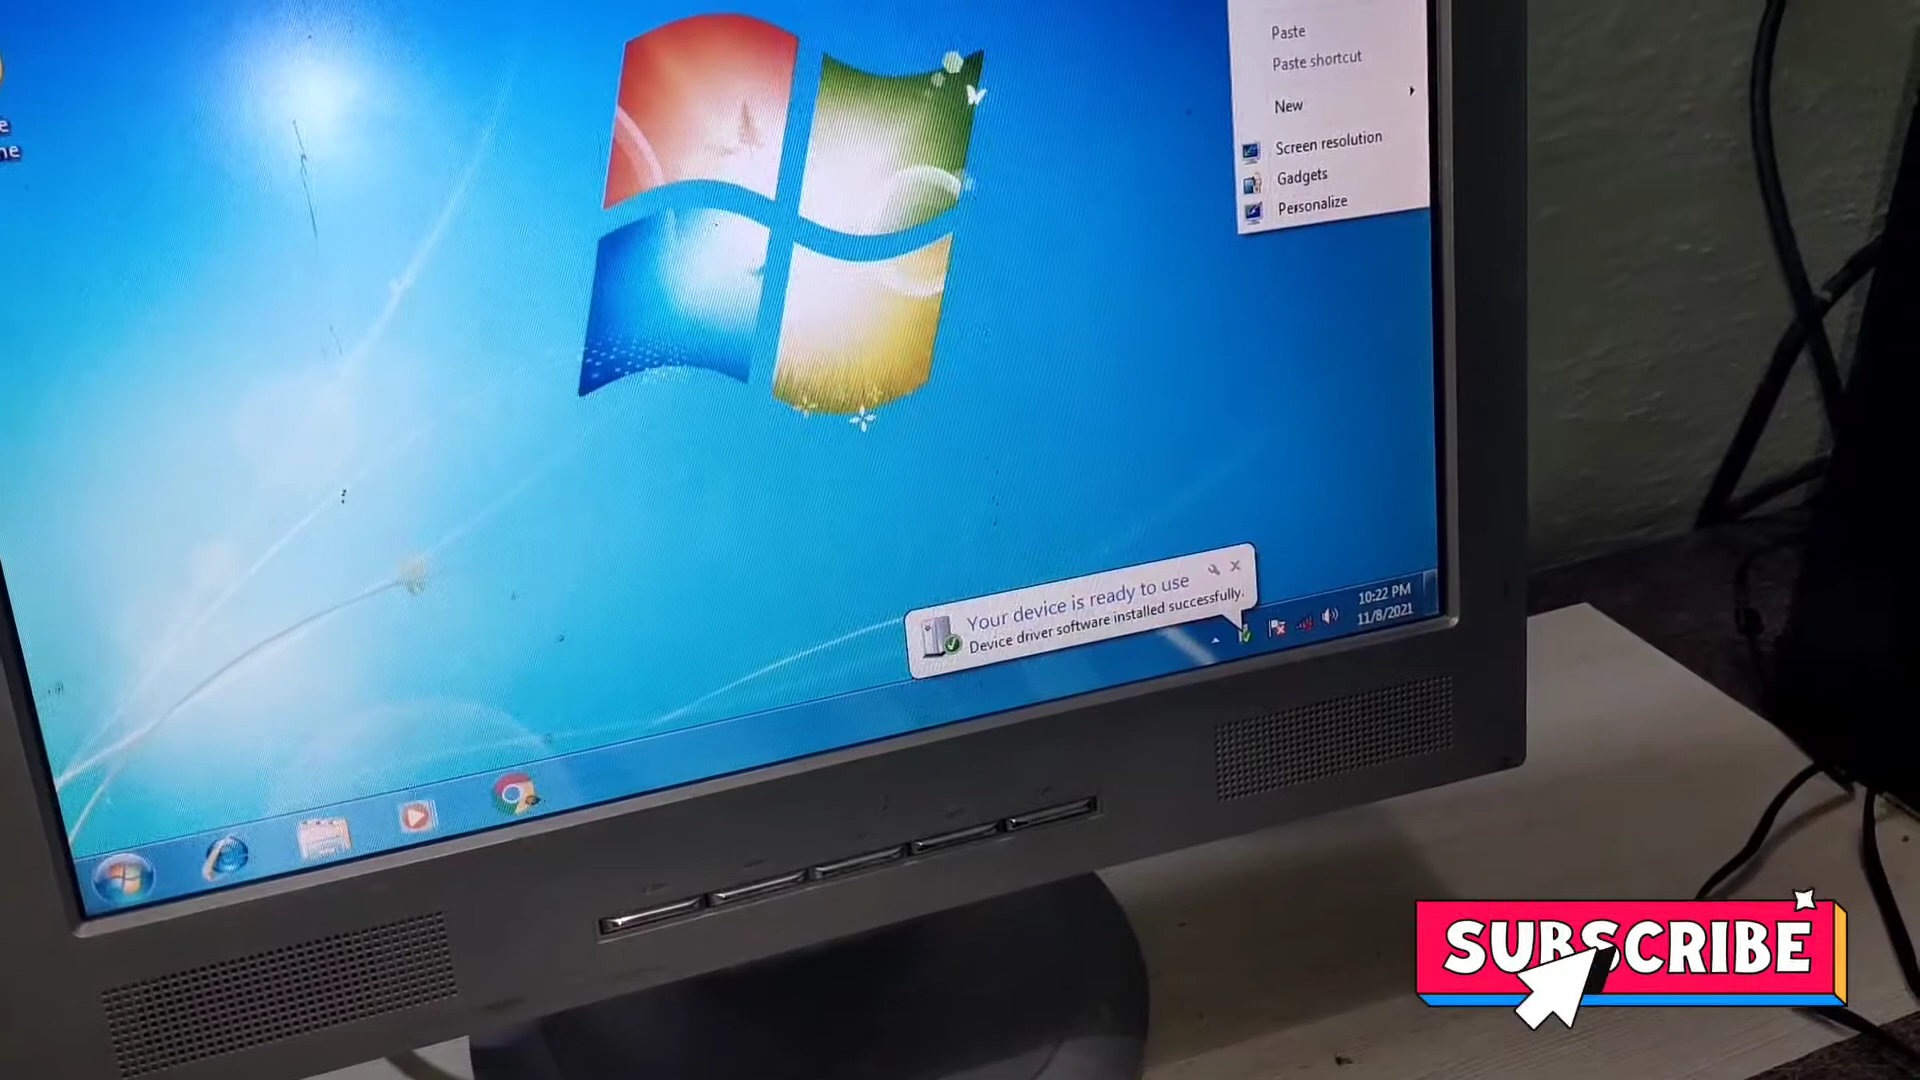 Paste
Paste shortcut
New
Screen resolution
Gadgets
Personalize
Your device is ready to use
Device driver software installed successfully.
10:22 PM
11/8/2021
SUBSCRIBE